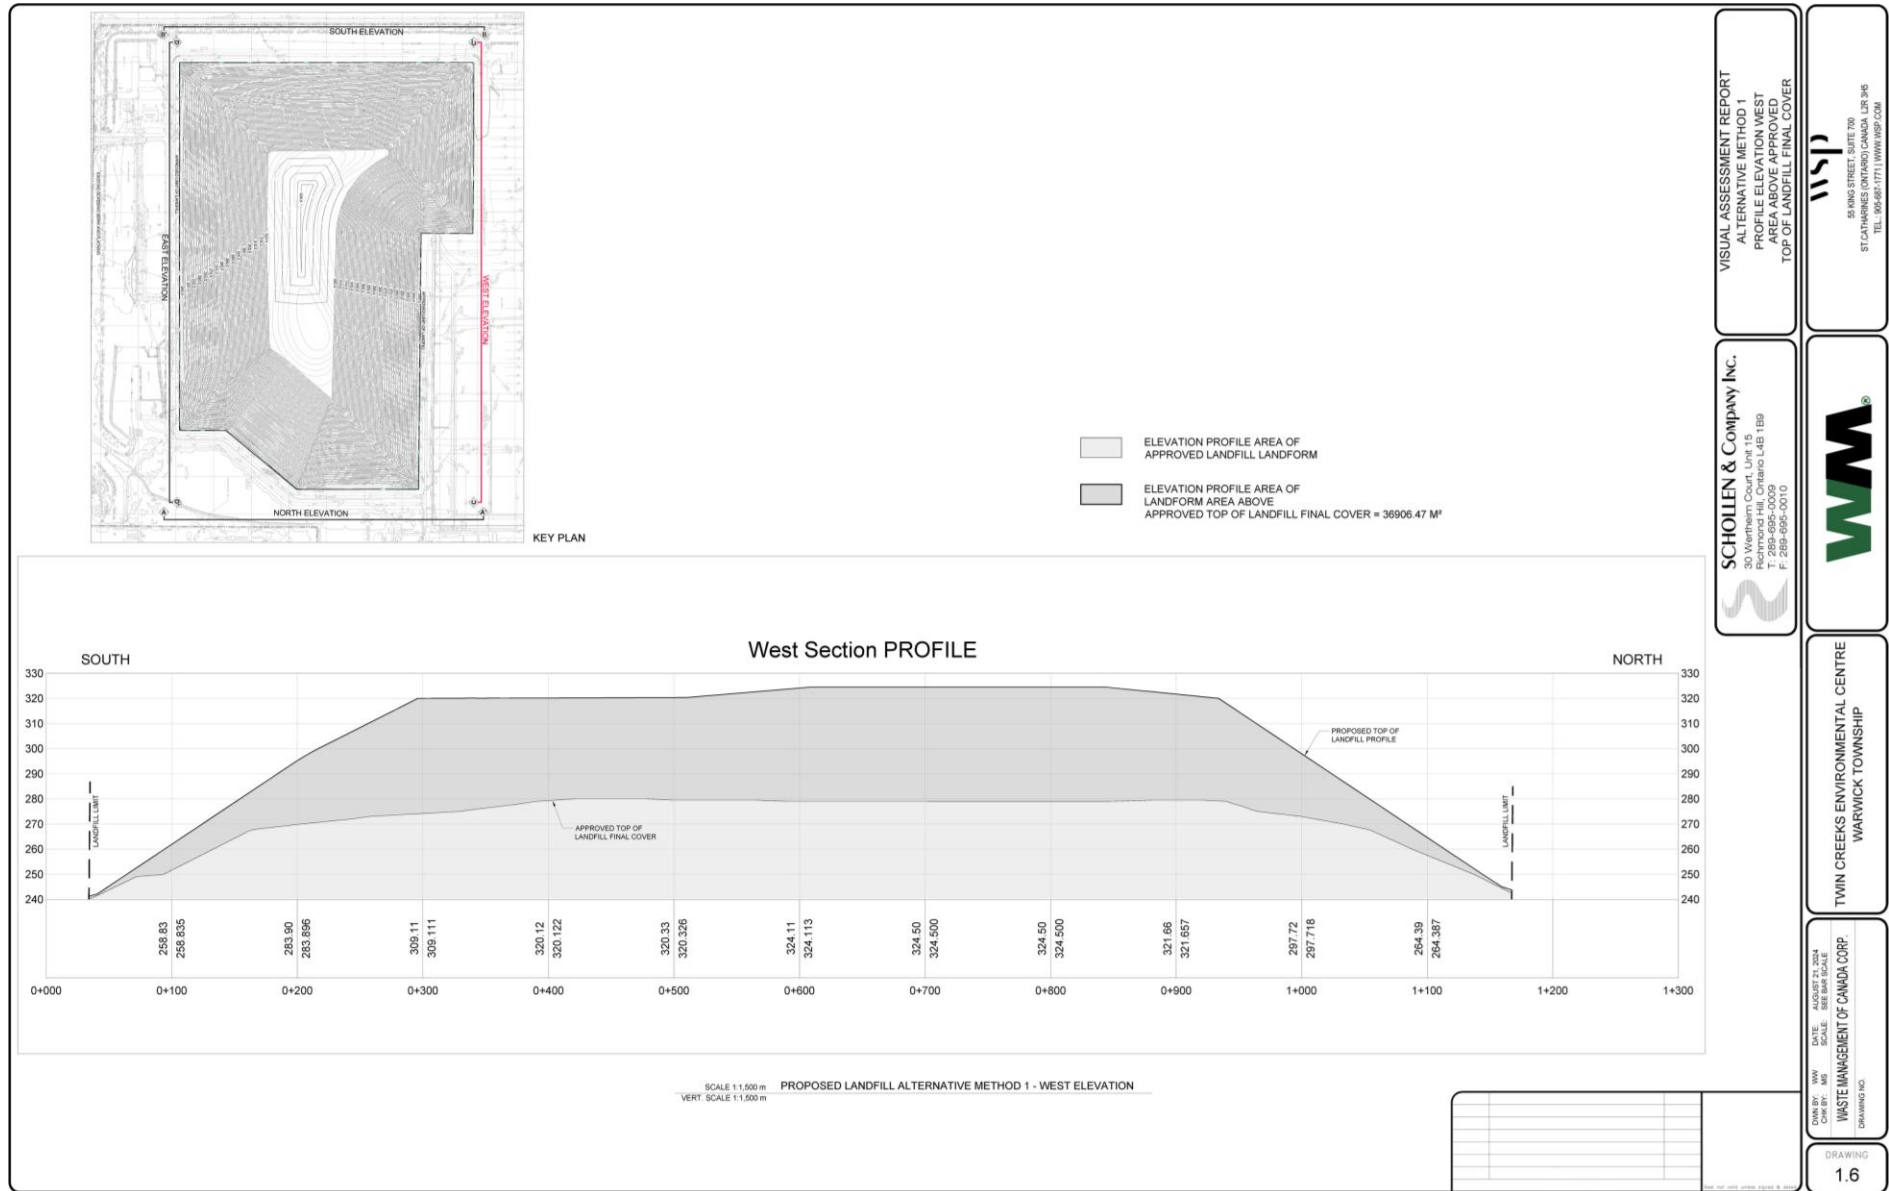 SOUTH ELEVATION
EAST ELEVATION
WEST ELEVATION
NORTH ELEVATION
B' B
D C'
D' C
A' A
KEY PLAN
ELEVATION PROFILE AREA OF
APPROVED LANDFILL LANDFORM
ELEVATION PROFILE AREA OF
LANDFORM AREA ABOVE
APPROVED TOP OF LANDFILL FINAL COVER = 36906.47 M²
West Section PROFILE
SOUTH
NORTH
330 330
320 320
310 310
300 300
290 290
280 280
270 270
260 260
250 250
240 240
LANDFILL LIMIT
APPROVED TOP OF
LANDFILL FINAL COVER
PROPOSED TOP OF
LANDFILL PROFILE
LANDFILL LIMIT
258.83
258.835
283.90
283.896
309.11
309.111
320.12
320.122
320.33
320.326
324.11
324.113
324.50
324.500
324.50
324.500
321.66
321.657
297.72
297.718
264.39
264.387
0+000 0+100 0+200 0+300 0+400 0+500 0+600 0+700 0+800 0+900 1+000 1+100 1+200 1+300
SCALE 1:1,500 m PROPOSED LANDFILL ALTERNATIVE METHOD 1 - WEST ELEVATION
VERT. SCALE 1:1,500 m
VISUAL ASSESSMENT REPORT
ALTERNATIVE METHOD 1
PROFILE ELEVATION WEST
AREA ABOVE APPROVED
TOP OF LANDFILL FINAL COVER
wsp
55 KING STREET, SUITE 700
ST.CATHARINES (ONTARIO) CANADA L2R 3H5
TEL.: 905-687-1771 | WWW.WSP.COM
SCHOLLEN & Company Inc.
30 Wertheim Court, Unit 15
Richmond Hill, Ontario L4B 1B9
T: 289-695-0009
F: 289-695-0010
WM®
TWIN CREEKS ENVIRONMENTAL CENTRE
WARWICK TOWNSHIP
DWN BY: WW DATE: AUGUST 21, 2024
CHK BY: MS SCALE: SEE BAR SCALE
WASTE MANAGEMENT OF CANADA CORP.
DRAWING NO.
DRAWING
1.6